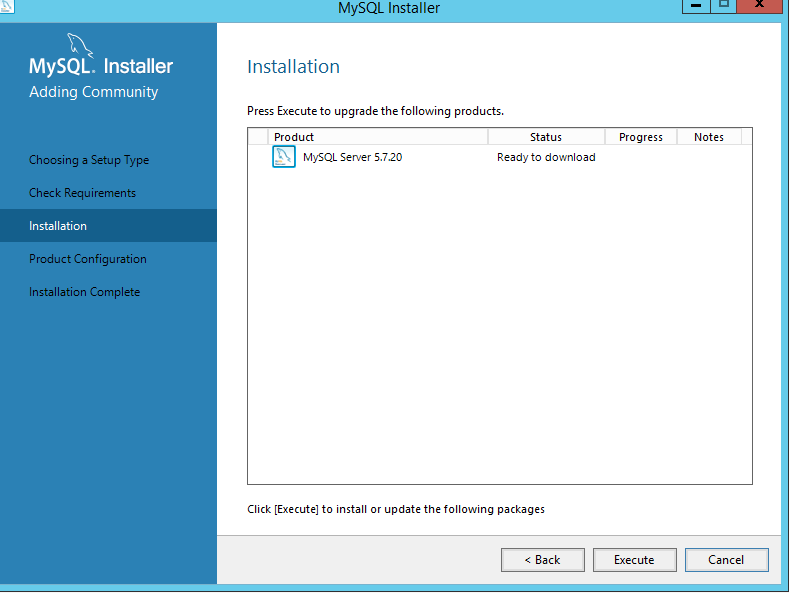 MySQL Installer
MySQL. Installer
Adding Community
Choosing a Setup Type
Check Requirements
Installation
Product Configuration
Installation Complete
Installation
Press Execute to upgrade the following products.
Product Status Progress Notes
MySQL Server 5.7.20 Ready to download
Click [Execute] to install or update the following packages
< Back Execute Cancel